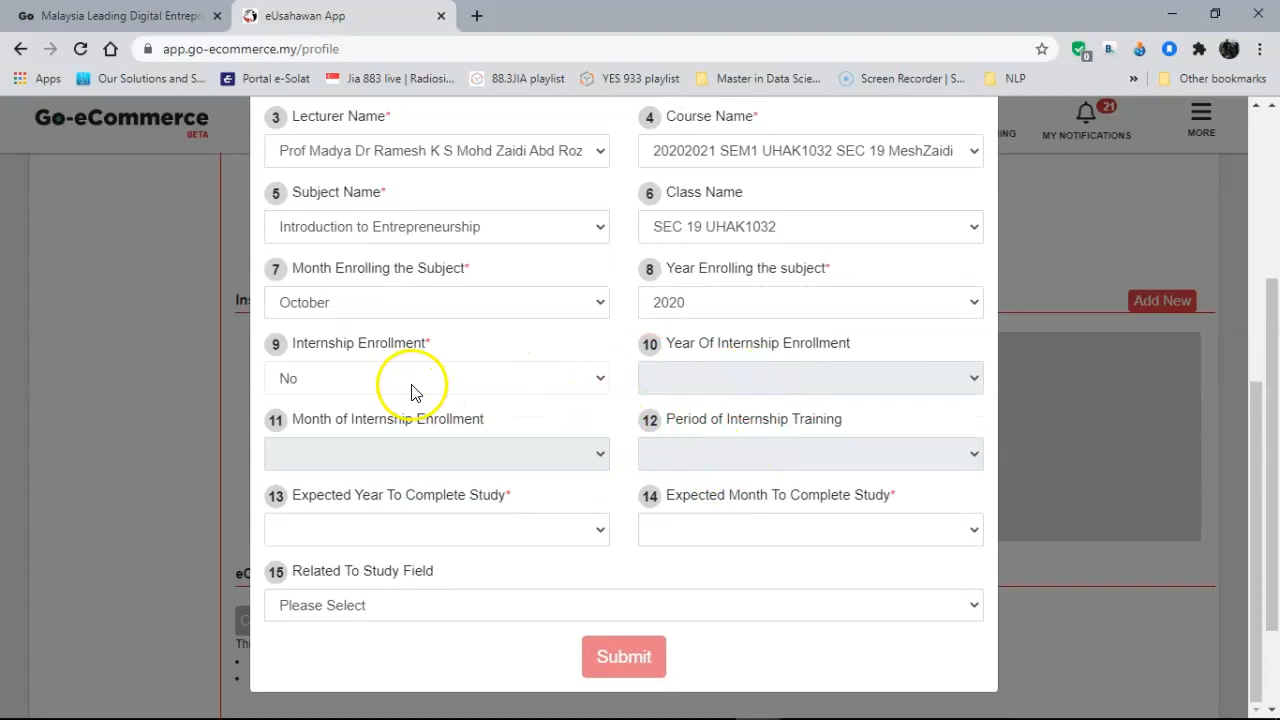 Go Malaysia Leading Digital Entrepr
eUsahawan App
app.go-ecommerce.my/profile
Apps
Our Solutions and S...
Portal e-Solat
Jia 883 live | Radiosi...
88.3JIA playlist
YES 933 playlist
Master in Data Scie...
Screen Recorder | S...
NLP
»
Other bookmarks
Go-eCommerce
BETA
21
MY NOTIFICATIONS
MORE
3 Lecturer Name*
4 Course Name*
Prof Madya Dr Ramesh K S Mohd Zaidi Abd Roz
20202021 SEM1 UHAK1032 SEC 19 MeshZaidi
5 Subject Name*
6 Class Name
Introduction to Entrepreneurship
SEC 19 UHAK1032
7 Month Enrolling the Subject*
8 Year Enrolling the subject*
October
2020
Add New
9 Internship Enrollment*
10 Year Of Internship Enrollment
No
11 Month of Internship Enrollment
12 Period of Internship Training
13 Expected Year To Complete Study*
14 Expected Month To Complete Study*
15 Related To Study Field
Please Select
Submit